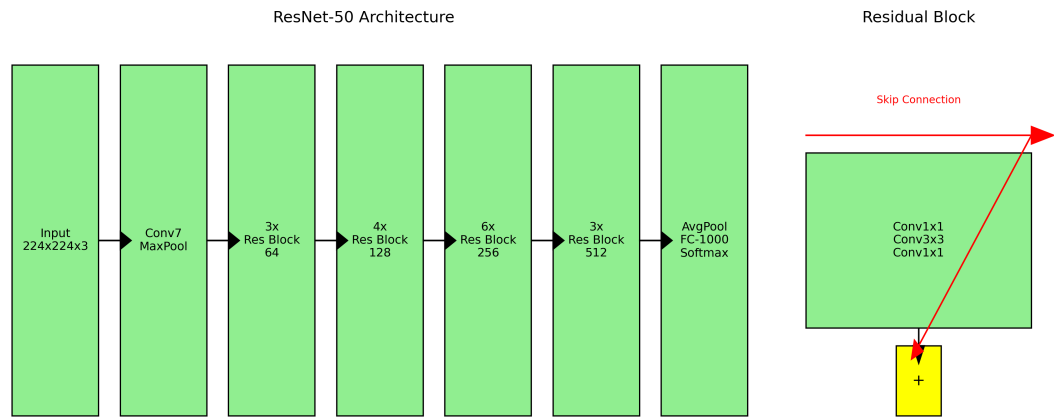 ResNet-50 Architecture
Residual Block
Skip Connection
Input
224x224x3
Conv7
MaxPool
3x
Res Block
64
4x
Res Block
128
6x
Res Block
256
3x
Res Block
512
AvgPool
FC-1000
Softmax
Conv1x1
Conv3x3
Conv1x1
+